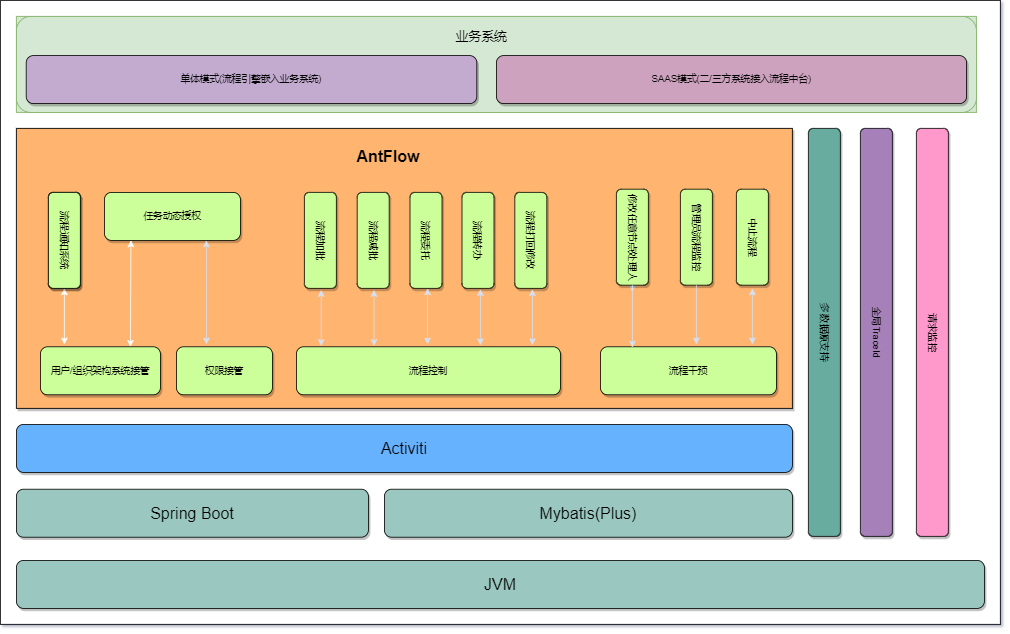 业务系统
单体模式(流程引擎嵌入业务系统)
SAAS模式(二/三方系统接入流程中台)
AntFlow
流程通知系统
任务动态授权
流程加批
流程减批
流程委托
流程转办
流程打回修改
修改任意节点处理人
管理员流程监控
中止流程
用户/组织架构系统接管
权限接管
流程控制
流程干预
多数据源支持
全局TraceId
请求监控
Activiti
Spring Boot
Mybatis(Plus)
JVM